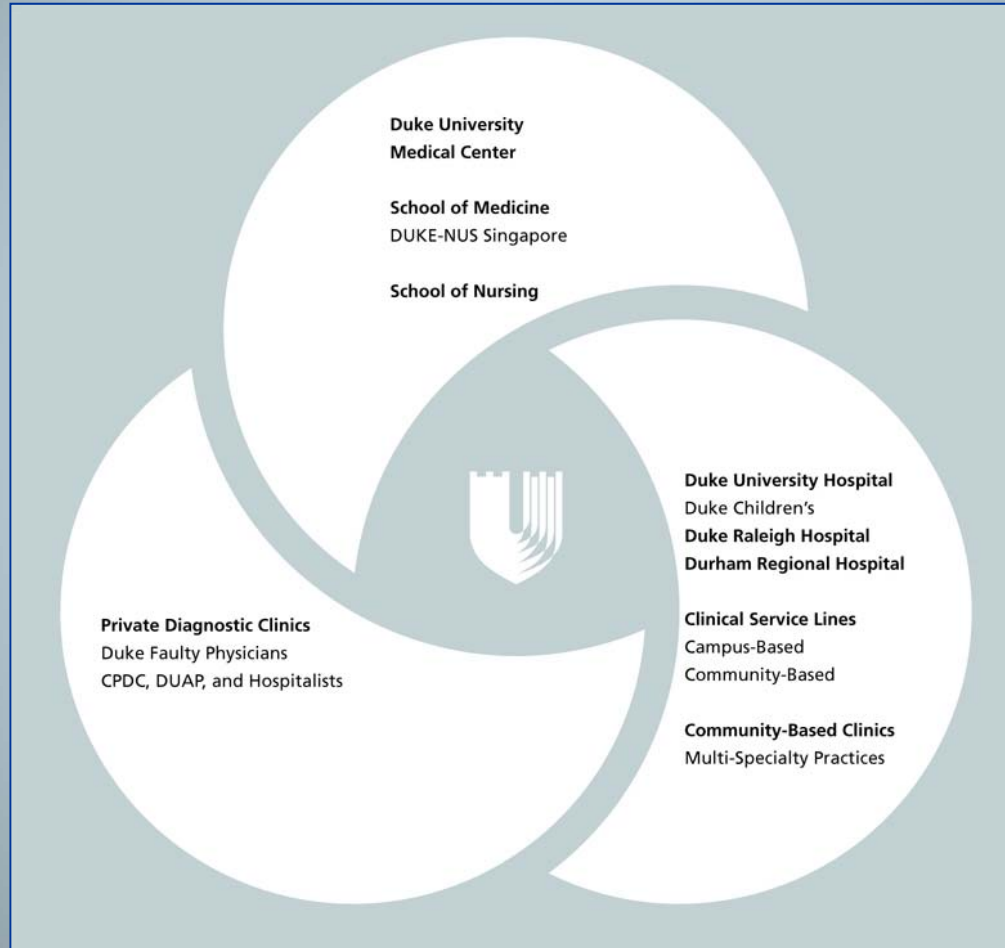 Duke University
Medical Center
School of Medicine
DUKE-NUS Singapore
School of Nursing
Private Diagnostic Clinics
Duke Faulty Physicians
CPDC, DUAP, and Hospitalists
Duke University Hospital
Duke Children’s
Duke Raleigh Hospital
Durham Regional Hospital
Clinical Service Lines
Campus-Based
Community-Based
Community-Based Clinics
Multi-Specialty Practices